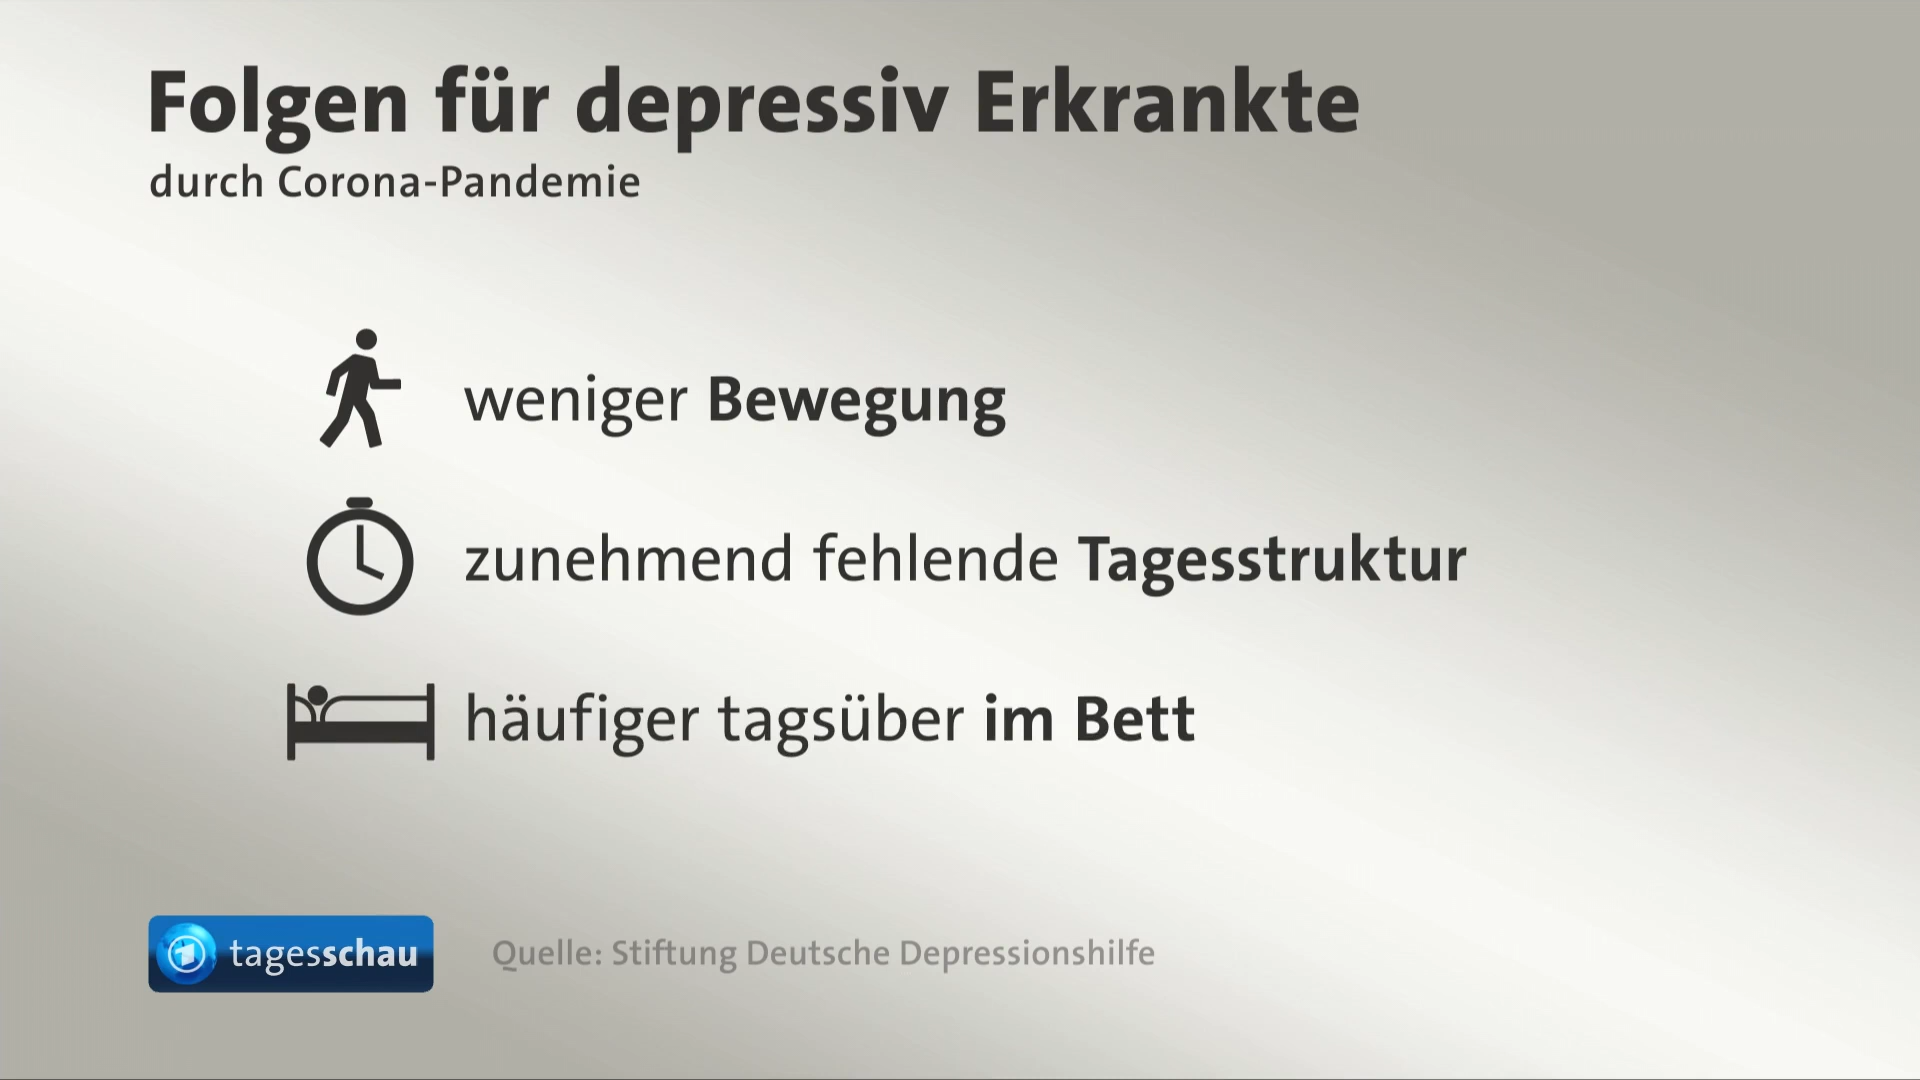 Folgen für depressiv Erkrankte
durch Corona-Pandemie
weniger Bewegung
zunehmend fehlende Tagesstruktur
häufiger tagsüber im Bett
tagesschau
Quelle: Stiftung Deutsche Depressionshilfe